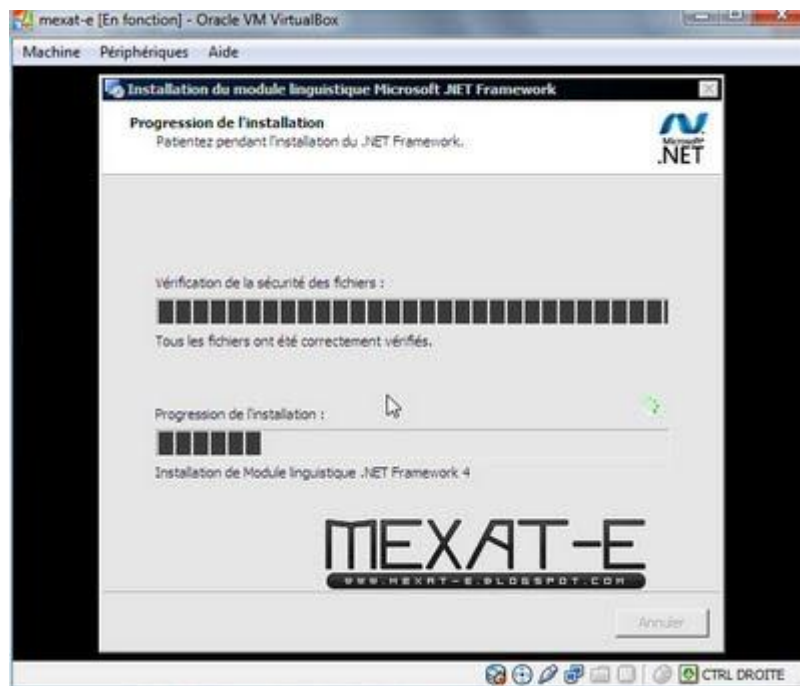 mexat-e [En fonction] - Oracle VM VirtualBox
Machine Périphériques Aide
Installation du module linguistique Microsoft .NET Framework
Progression de l'installation
Patientez pendant l'installation du .NET Framework.
Microsoft
.NET
Vérification de la sécurité des fichiers :
Tous les fichiers ont été correctement vérifiés.
Progression de l'installation :
Installation de Module linguistique .NET Framework 4
MEXAT-E
WWW.MEXAT-E.BLOGSPOT.COM
Annuler
CTRL DROITE